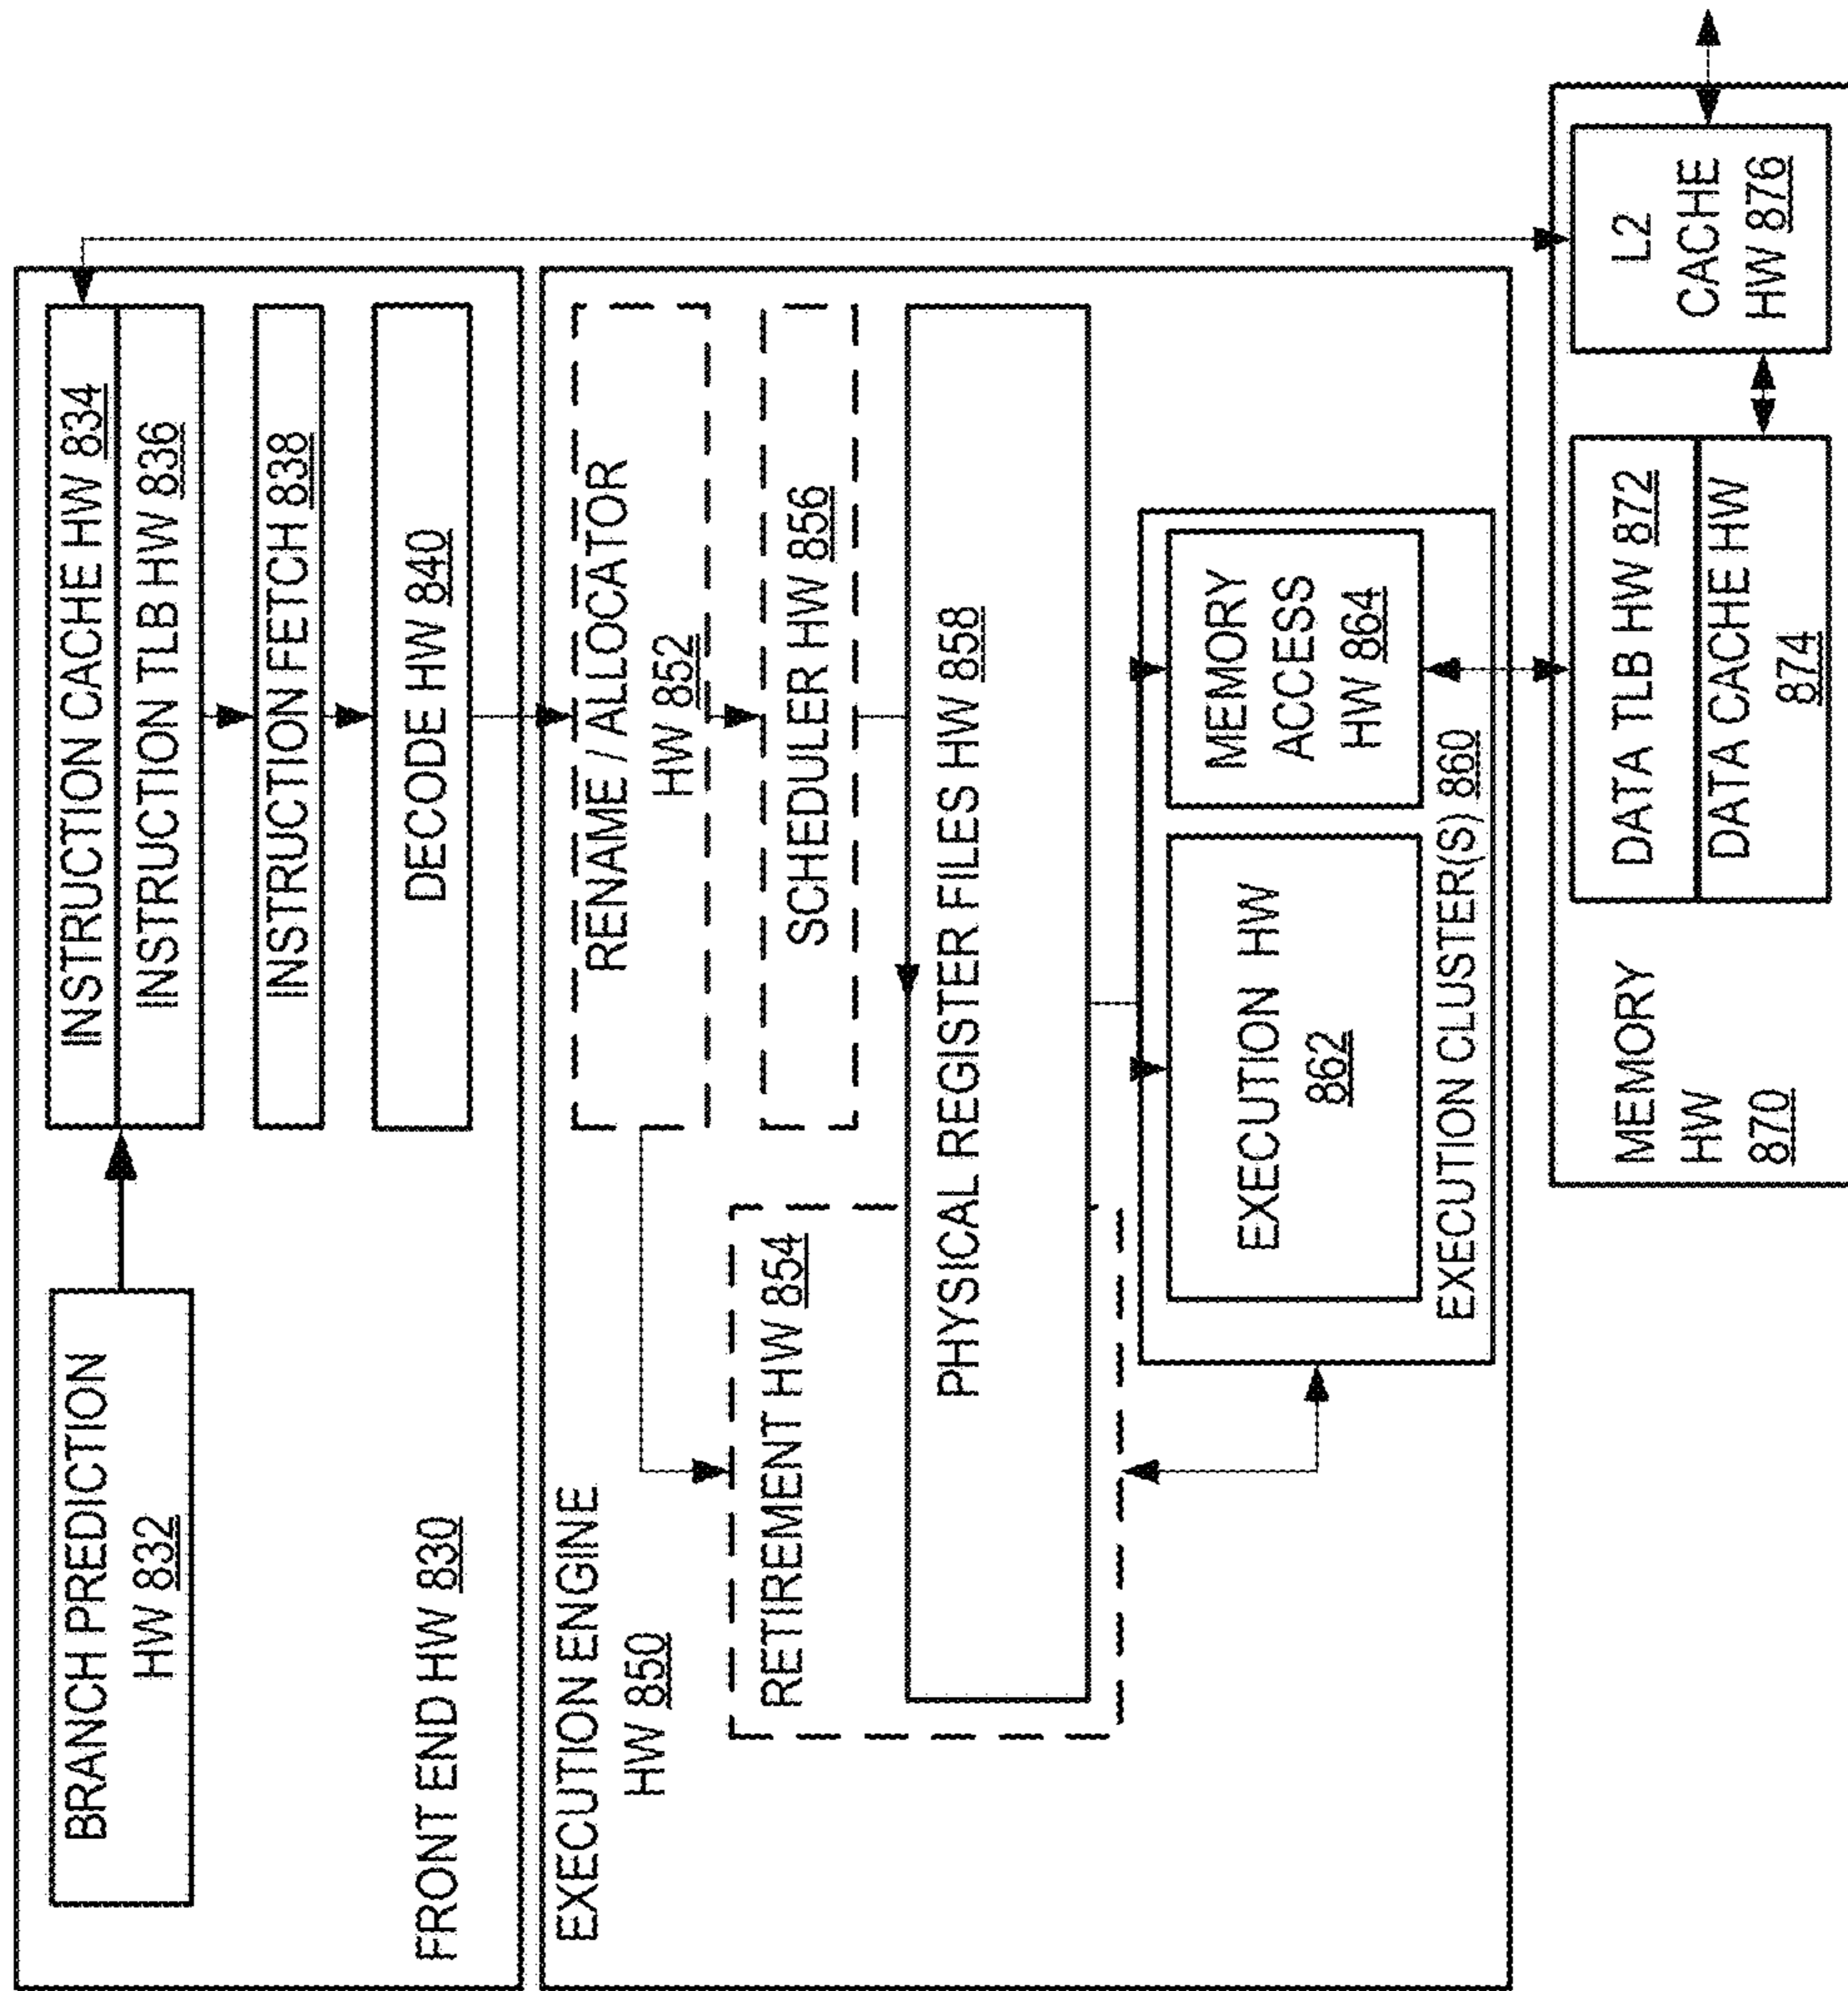 BRANCH PREDICTION
HW 832
INSTRUCTION CACHE HW 834
INSTRUCTION TLB HW 836
INSTRUCTION FETCH 838
DECODE HW 840
FRONT END HW 830
EXECUTION ENGINE
HW 850
RENAME / ALLOCATOR
HW 852
RETIREMENT HW 854
SCHEDULER HW 856
PHYSICAL REGISTER FILES HW 858
EXECUTION HW
862
MEMORY
ACCESS
HW 864
EXECUTION CLUSTER(S) 860
MEMORY
HW
870
DATA TLB HW 872
DATA CACHE HW
874
L2
CACHE
HW 876